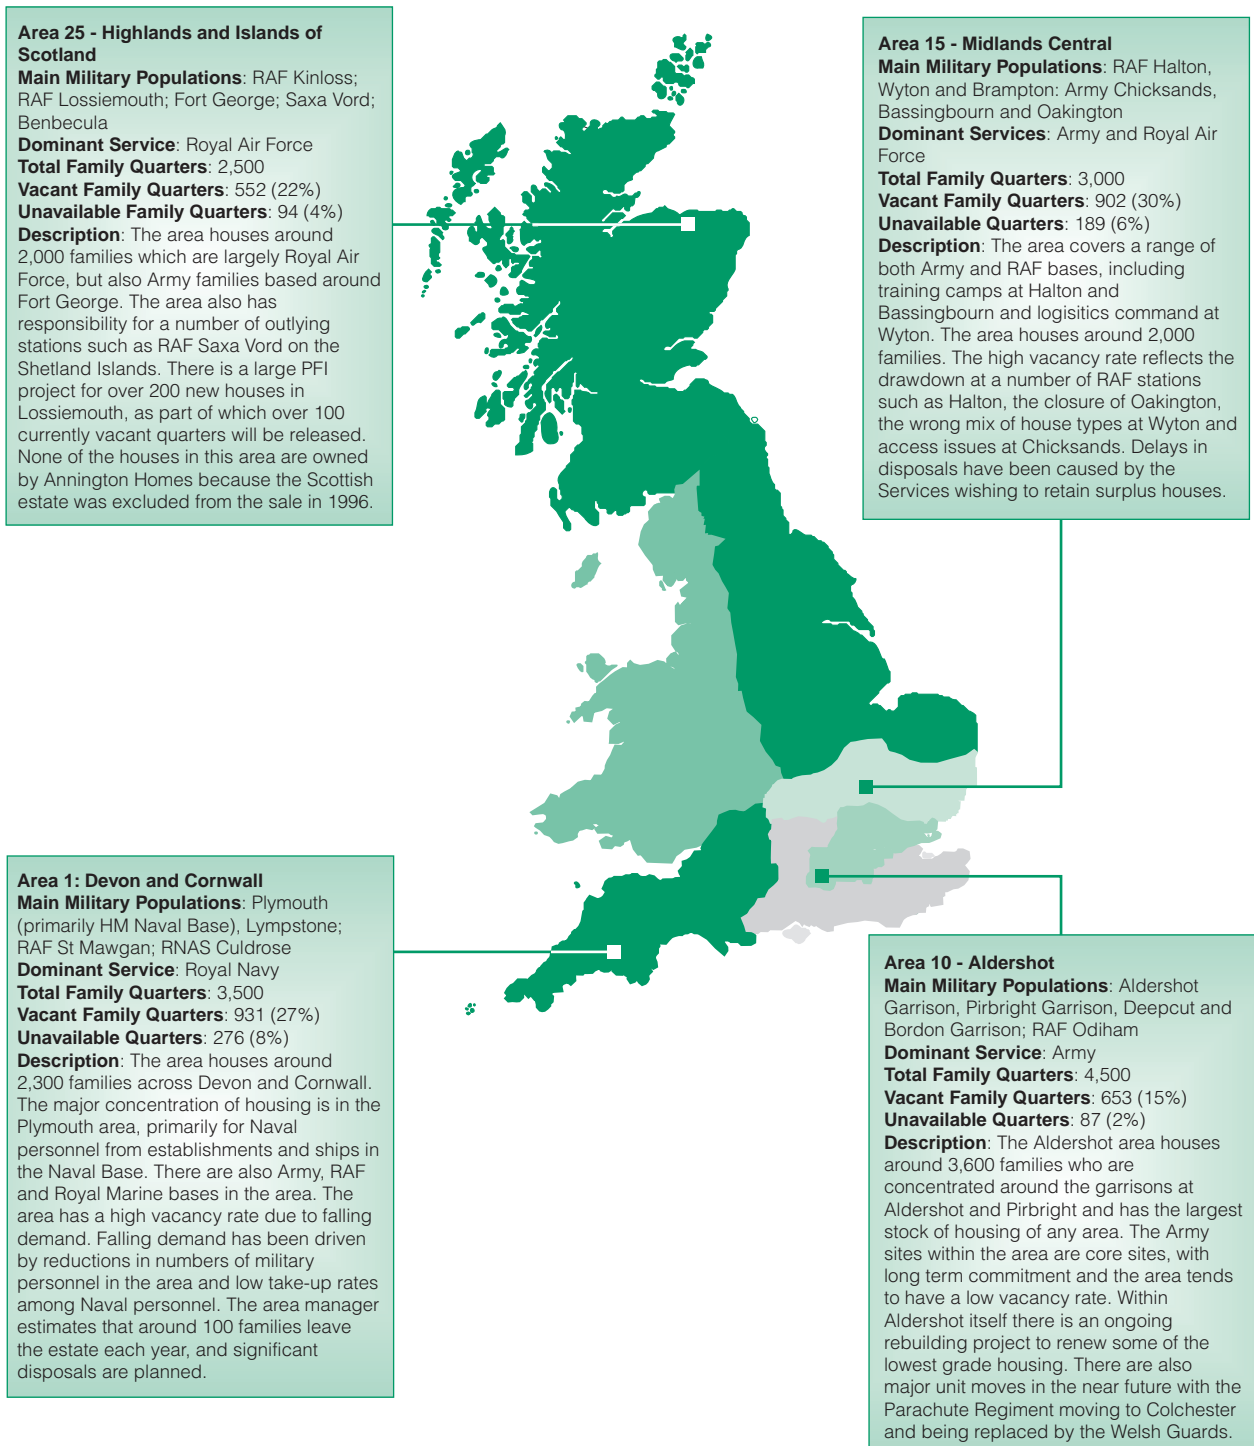 Area 25 - Highlands and Islands of
Scotland
Main Military Populations: RAF Kinloss;
RAF Lossiemouth; Fort George; Saxa Vord;
Benbecula
Dominant Service: Royal Air Force
Total Family Quarters: 2,500
Vacant Family Quarters: 552 (22%)
Unavailable Family Quarters: 94 (4%)
Description: The area houses around
2,000 families which are largely Royal Air
Force, but also Army families based around
Fort George. The area also has
responsibility for a number of outlying
stations such as RAF Saxa Vord on the
Shetland Islands. There is a large PFI
project for over 200 new houses in
Lossiemouth, as part of which over 100
currently vacant quarters will be released.
None of the houses in this area are owned
by Annington Homes because the Scottish
estate was excluded from the sale in 1996.
Area 15 - Midlands Central
Main Military Populations: RAF Halton,
Wyton and Brampton: Army Chicksands,
Bassingbourn and Oakington
Dominant Services: Army and Royal Air
Force
Total Family Quarters: 3,000
Vacant Family Quarters: 902 (30%)
Unavailable Quarters: 189 (6%)
Description: The area covers a range of
both Army and RAF bases, including
training camps at Halton and
Bassingbourn and logisitics command at
Wyton. The area houses around 2,000
families. The high vacancy rate reflects the
drawdown at a number of RAF stations
such as Halton, the closure of Oakington,
the wrong mix of house types at Wyton and
access issues at Chicksands. Delays in
disposals have been caused by the
Services wishing to retain surplus houses.
Area 1: Devon and Cornwall
Main Military Populations: Plymouth
(primarily HM Naval Base), Lympstone;
RAF St Mawgan; RNAS Culdrose
Dominant Service: Royal Navy
Total Family Quarters: 3,500
Vacant Family Quarters: 931 (27%)
Unavailable Quarters: 276 (8%)
Description: The area houses around
2,300 families across Devon and Cornwall.
The major concentration of housing is in the
Plymouth area, primarily for Naval
personnel from establishments and ships in
the Naval Base. There are also Army, RAF
and Royal Marine bases in the area. The
area has a high vacancy rate due to falling
demand. Falling demand has been driven
by reductions in numbers of military
personnel in the area and low take-up rates
among Naval personnel. The area manager
estimates that around 100 families leave
the estate each year, and significant
disposals are planned.
Area 10 - Aldershot
Main Military Populations: Aldershot
Garrison, Pirbright Garrison, Deepcut and
Bordon Garrison; RAF Odiham
Dominant Service: Army
Total Family Quarters: 4,500
Vacant Family Quarters: 653 (15%)
Unavailable Quarters: 87 (2%)
Description: The Aldershot area houses
around 3,600 families who are
concentrated around the garrisons at
Aldershot and Pirbright and has the largest
stock of housing of any area. The Army
sites within the area are core sites, with
long term commitment and the area tends
to have a low vacancy rate. Within
Aldershot itself there is an ongoing
rebuilding project to renew some of the
lowest grade housing. There are also
major unit moves in the near future with the
Parachute Regiment moving to Colchester
and being replaced by the Welsh Guards.